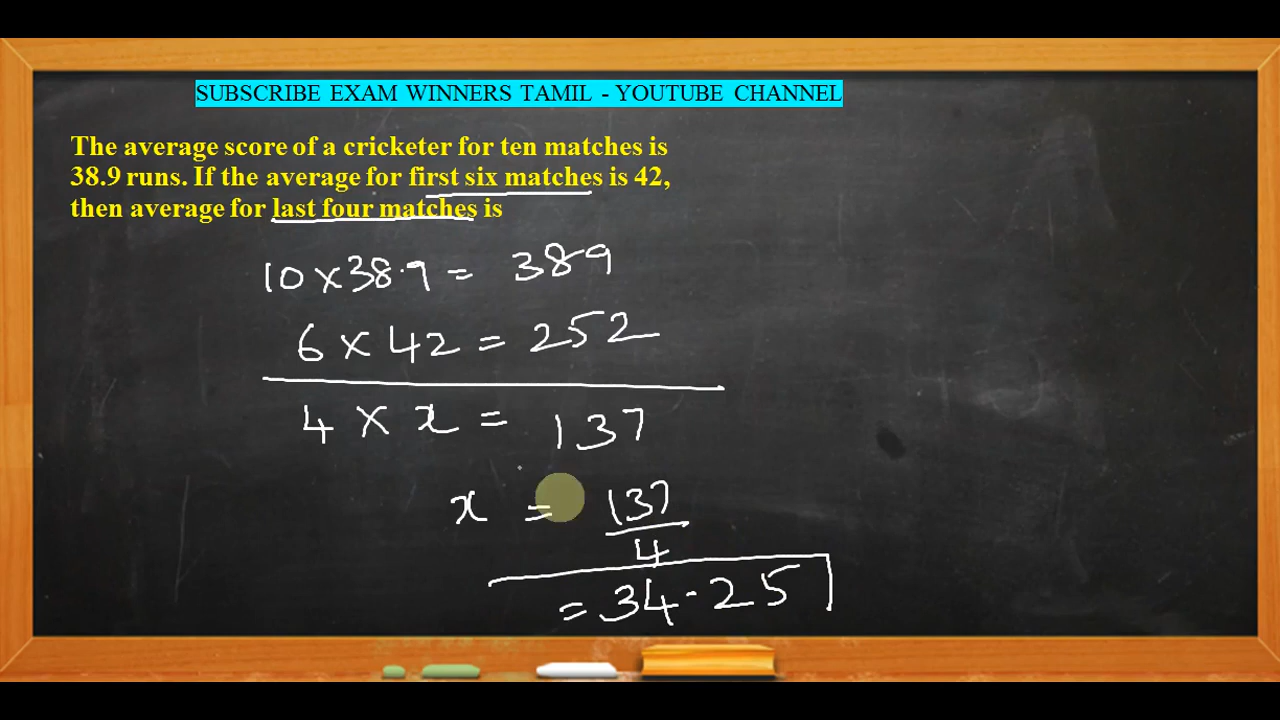 SUBSCRIBE EXAM WINNERS TAMIL - YOUTUBE CHANNEL
The average score of a cricketer for ten matches is
38.9 runs. If the average for first six matches is 42,
then average for last four matches is
10 x 38.9 = 389
6 x 42 = 252
4 x x = 137
x = 137/4
= 34.25